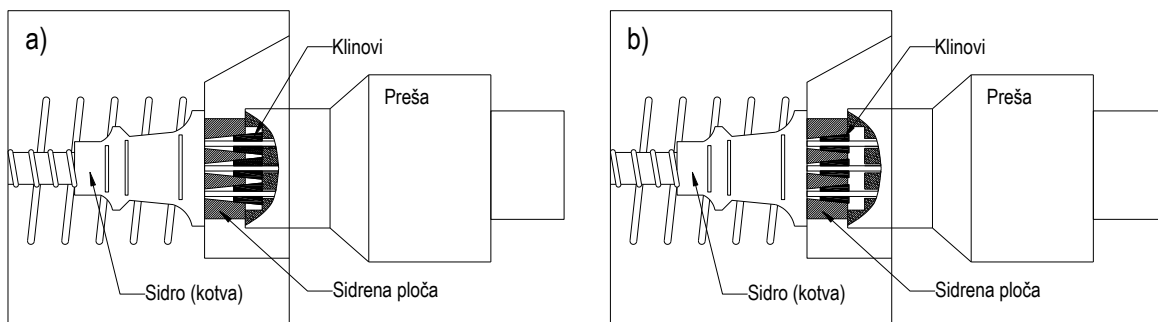 a)
Klinovi
Preša
Sidro (kotva)
Sidrena ploča
b)
Klinovi
Preša
Sidro (kotva)
Sidrena ploča